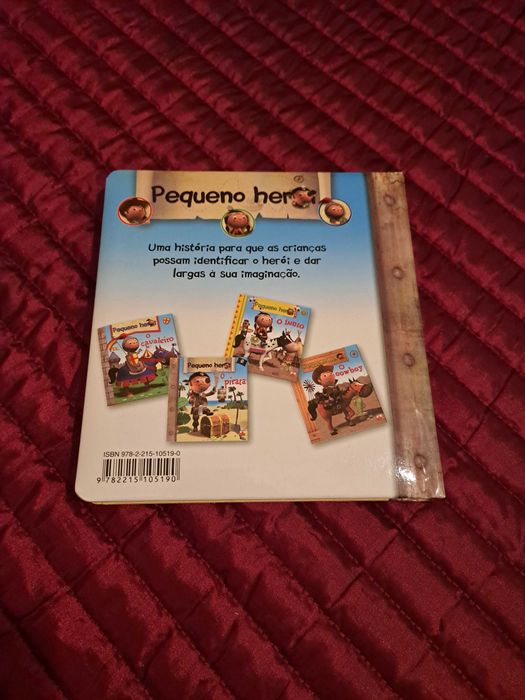 Pequeno herói
Uma história para que as crianças
possam identificar o herói e dar
largas à sua imaginação.
Pequeno herói
O cavaleiro
Pequeno herói
O índio
Pequeno herói
O pirata
O cowboy
ISBN 978-2-215-10519-0
9 782215 105190